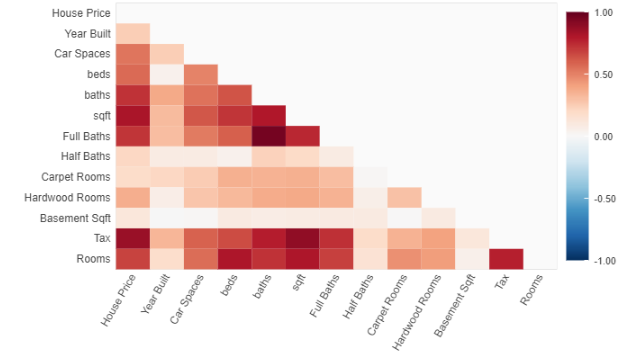 House Price
Year Built
Car Spaces
beds
baths
sqft
Full Baths
Half Baths
Carpet Rooms
Hardwood Rooms
Basement Sqft
Tax
Rooms
House Price
Year Built
Car Spaces
beds
baths
sqft
Full Baths
Half Baths
Carpet Rooms
Hardwood Rooms
Basement Sqft
Tax
Rooms
1.00
0.50
0.00
-0.50
-1.00